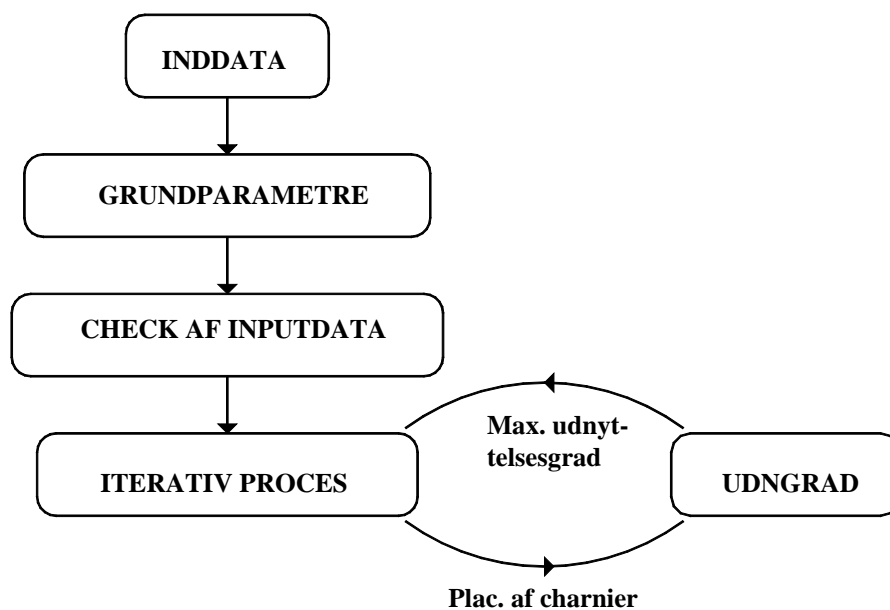 INDDATA
GRUNDPARAMETRE
CHECK AF INPUTDATA
Max. udnyt-
telsesgrad
ITERATIV PROCES
UDNGRAD
Plac. af charnier